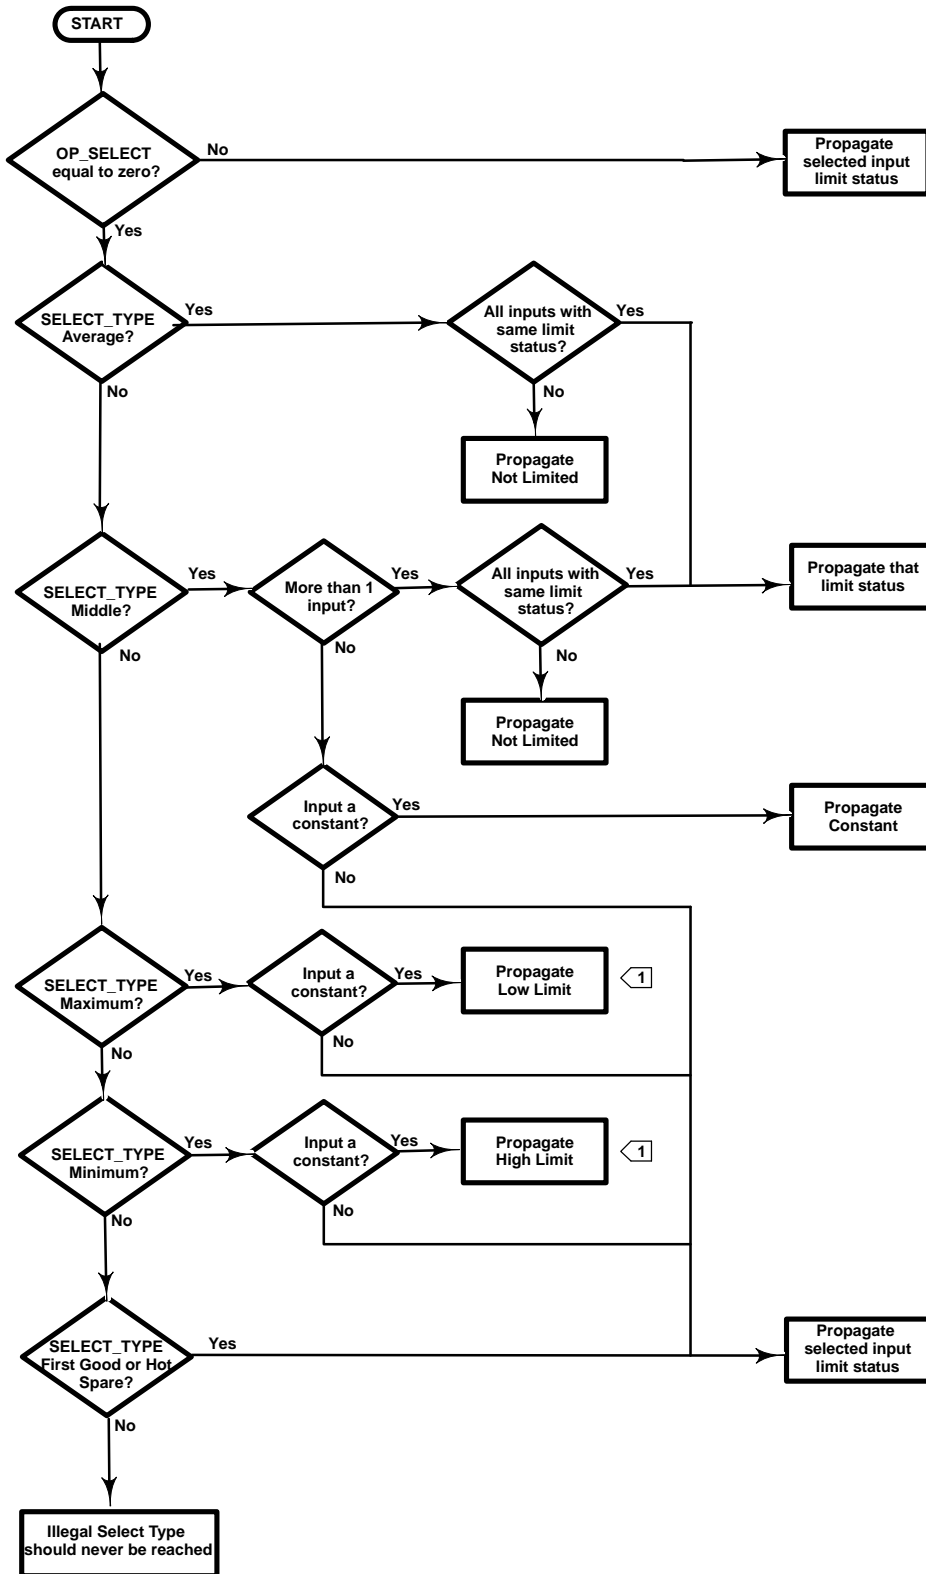 START
OP_SELECT
equal to zero?
No
Propagate
selected input
limit status
Yes
SELECT_TYPE
Average?
Yes
All inputs with
same limit
status?
Yes
No
No
Propagate
Not Limited
SELECT_TYPE
Middle?
Yes
More than 1
input?
Yes
All inputs with
same limit
status?
Yes
Propagate that
limit status
No
No
No
Propagate
Not Limited
Input a
constant?
Yes
Propagate
Constant
No
SELECT_TYPE
Maximum?
Yes
Input a
constant?
Yes
Propagate
Low Limit
1
No
No
SELECT_TYPE
Minimum?
Yes
Input a
constant?
Yes
Propagate
High Limit
1
No
No
SELECT_TYPE
First Good or Hot
Spare?
Yes
Propagate
selected input
limit status
No
Illegal Select Type
should never be reached